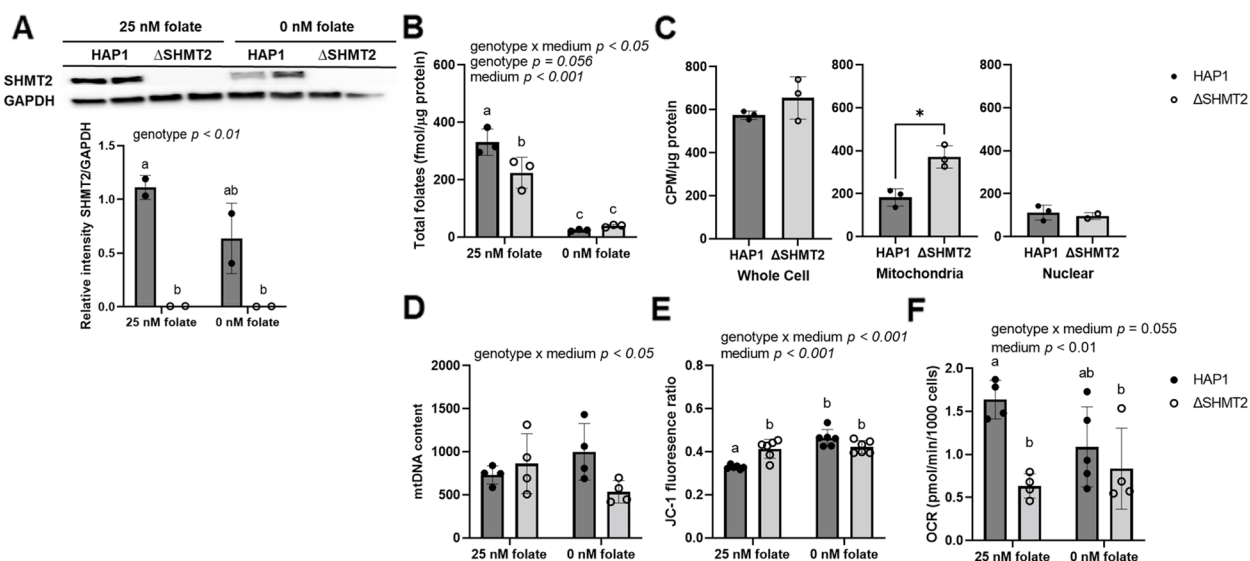 A
25 nM folate
0 nM folate
HAP1
ΔSHMT2
HAP1
ΔSHMT2
SHMT2
GAPDH
genotype p < 0.01
Relative intensity SHMT2/GAPDH
1.5
1.0
0.5
0.0
a
b
ab
b
25 nM folate
0 nM folate
B
genotype x medium p < 0.05
genotype p = 0.056
medium p < 0.001
Total folates (fmol/µg protein)
600
400
200
0
a
b
c
c
25 nM folate
0 nM folate
C
CPM/µg protein
800
600
400
200
0
HAP1
ΔSHMT2
Whole Cell
800
600
400
200
0
*
HAP1
ΔSHMT2
Mitochondria
800
600
400
200
0
HAP1
ΔSHMT2
Nuclear
HAP1
ΔSHMT2
D
genotype x medium p < 0.05
mtDNA content
2000
1500
1000
500
0
25 nM folate
0 nM folate
E
genotype x medium p < 0.001
medium p < 0.001
JC-1 fluoresence ratio
0.8
0.6
0.4
0.2
0.0
a
b
b
b
25 nM folate
0 nM folate
F
genotype x medium p = 0.055
medium p < 0.01
OCR (pmol/min/1000 cells)
2.0
1.5
1.0
0.5
0.0
a
b
ab
b
25 nM folate
0 nM folate
HAP1
ΔSHMT2